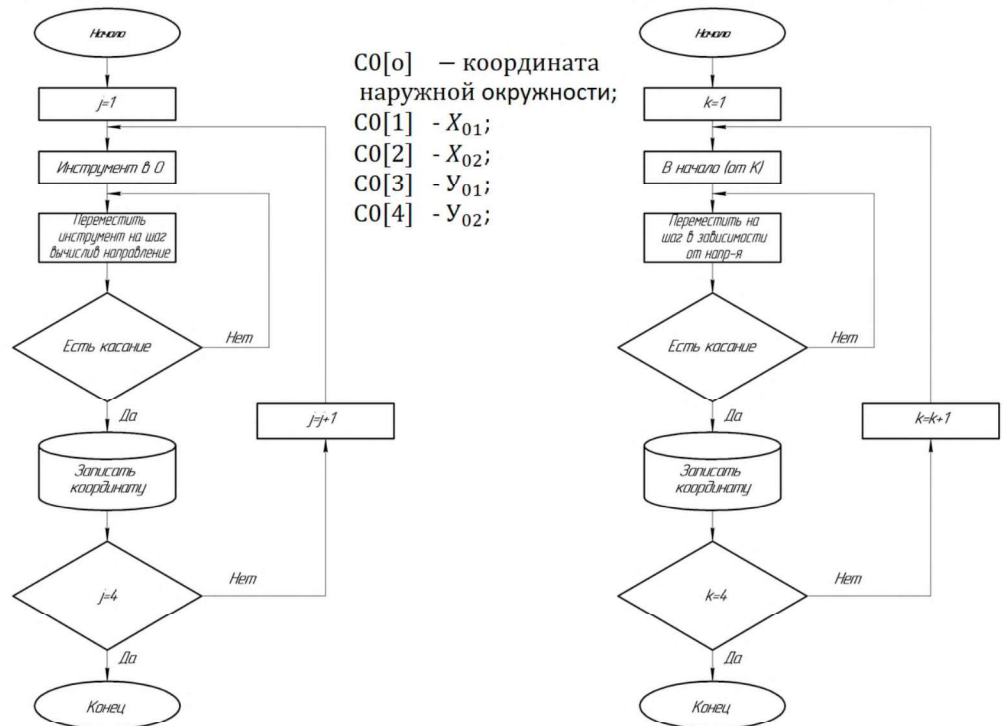 Начало
j=1
Инструмент в 0
Переместить
инструмент на шаг
вычислив направление
Есть касание
Нет
Да
j=j+1
Записать
координату
j=4
Нет
Да
Конец
C0[o] – координата
наружной окружности;
C0[1] - X₀₁;
C0[2] - X₀₂;
C0[3] - У₀₁;
C0[4] - У₀₂;
Начало
k=1
В начало (от К)
Переместить на
шаг в зависимости
от напр-я
Есть касание
Нет
Да
k=k+1
Записать
координату
k=4
Нет
Да
Конец